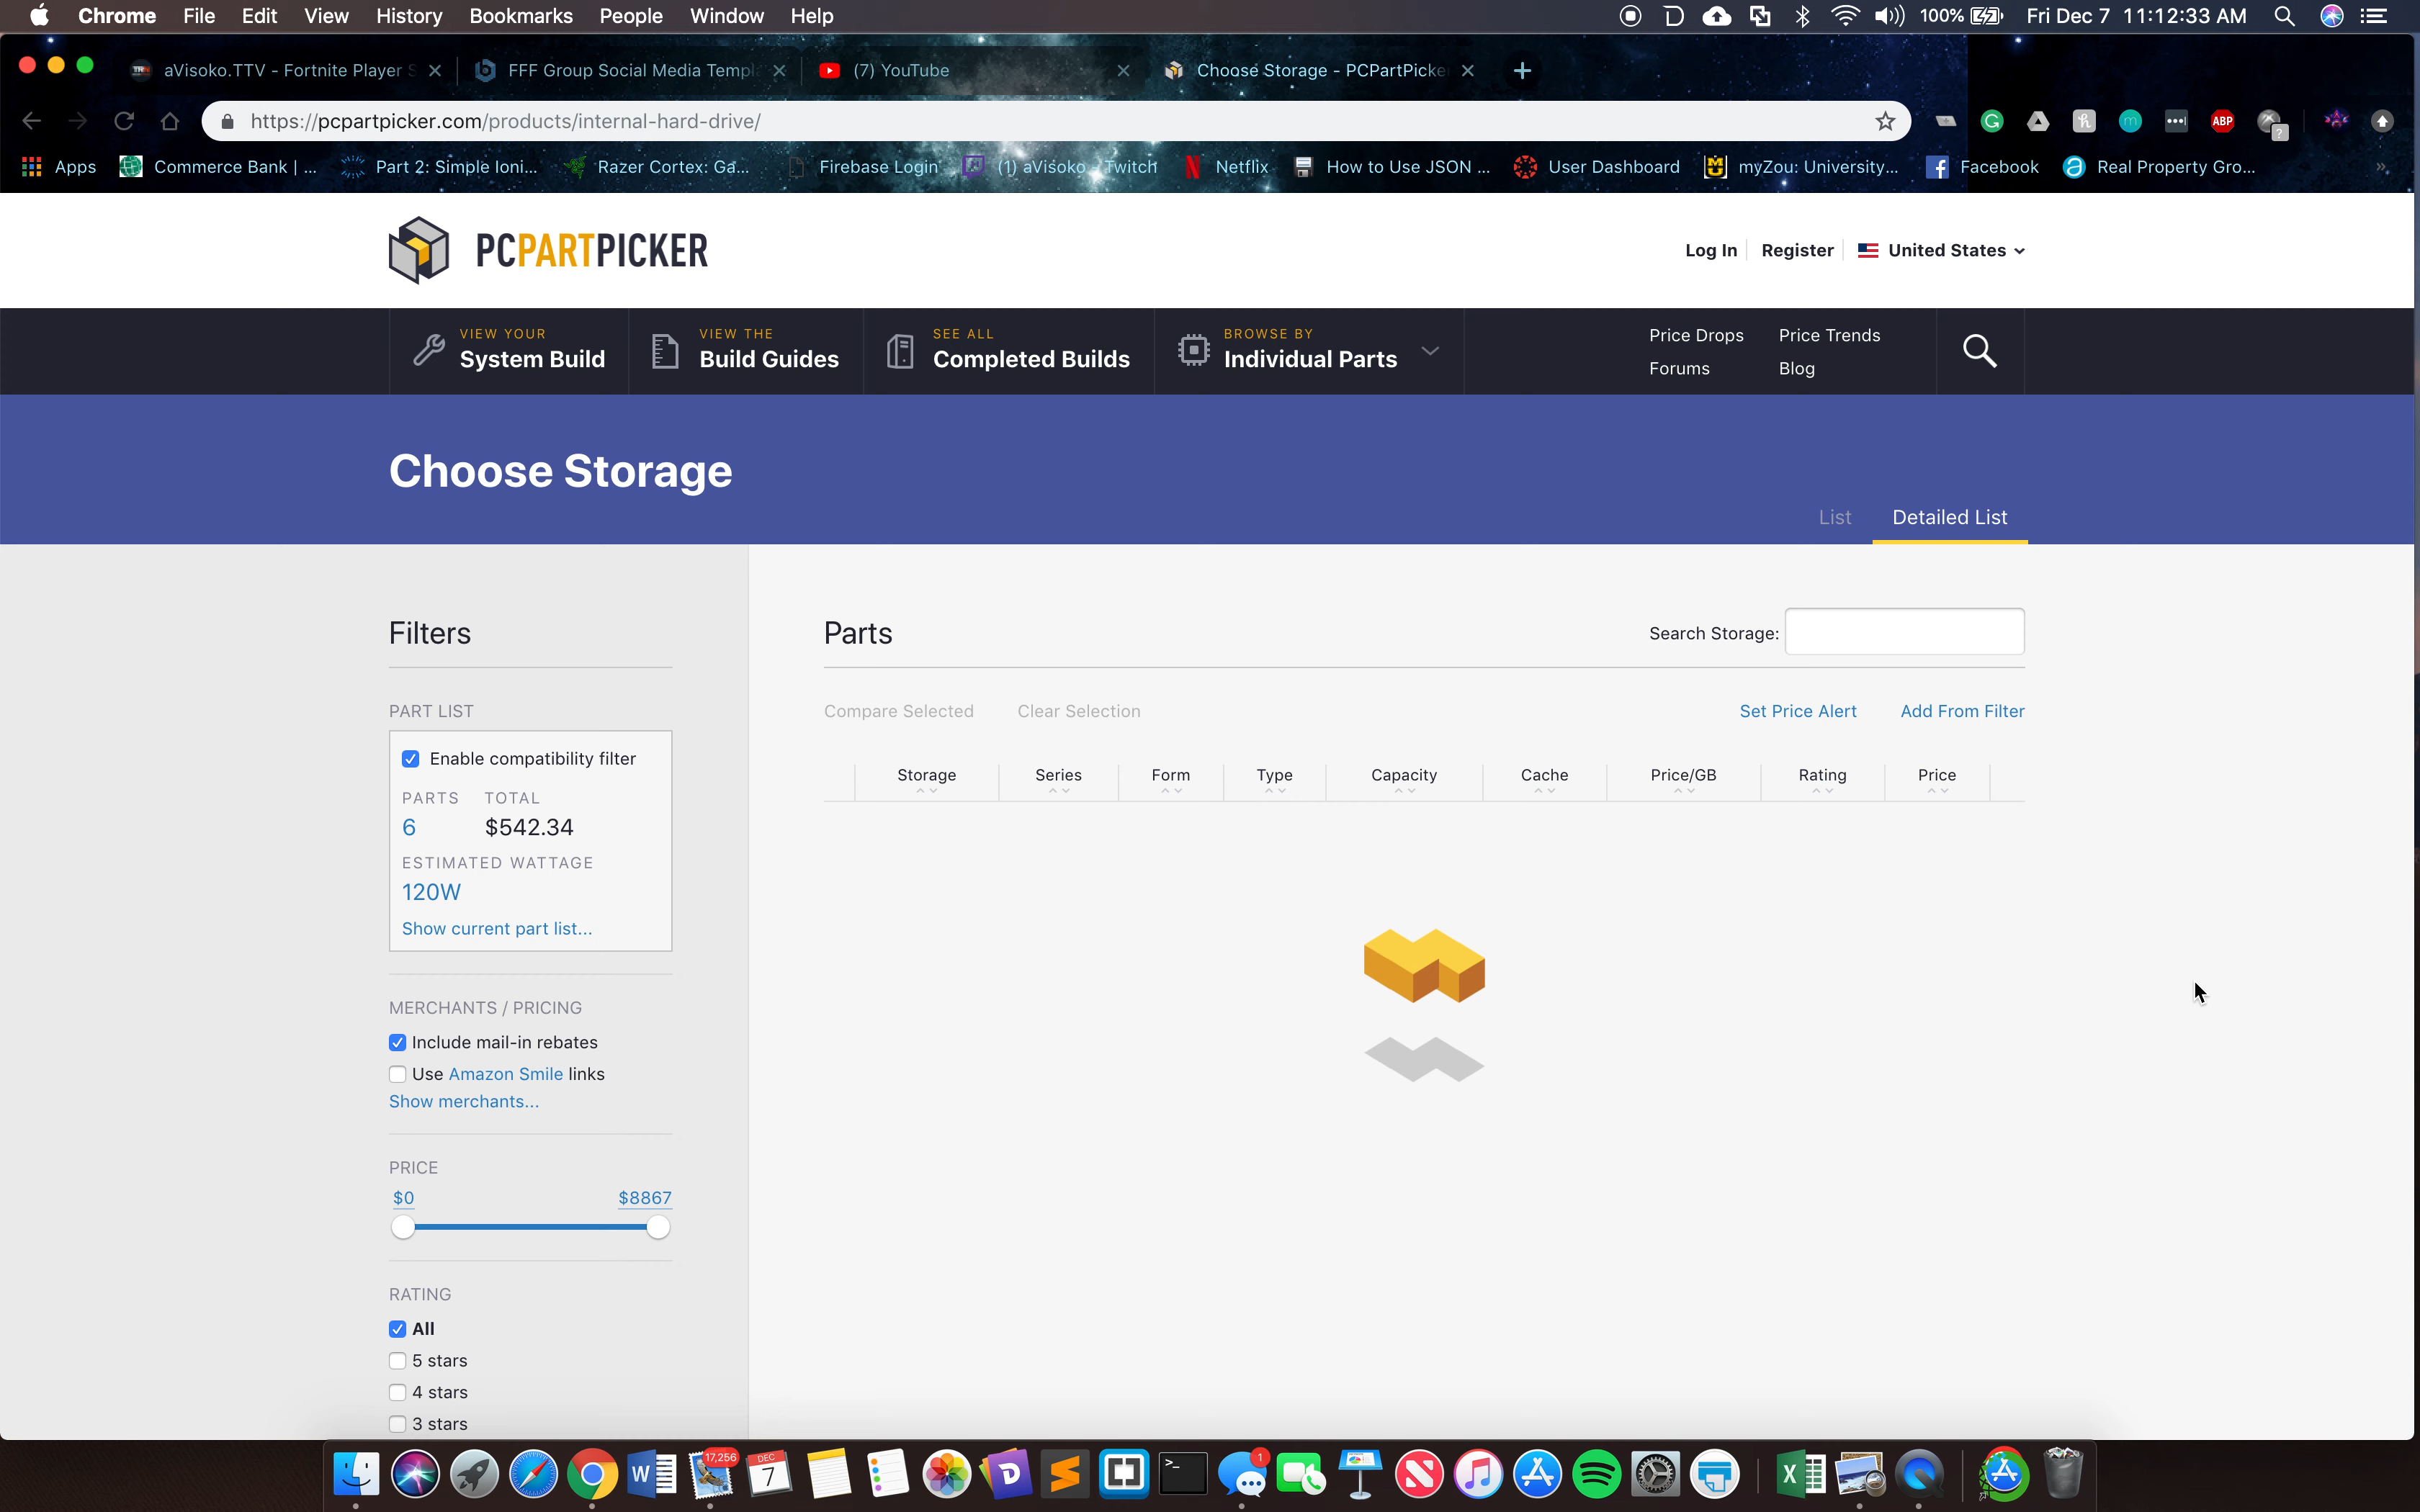 Chrome File Edit View History Bookmarks People Window Help 100% Fri Dec 7 11:12:33 AM
aVisoko.TTV - Fortnite Player S FFF Group Social Media Templa (7) YouTube Choose Storage - PCPartPicker
https://pcpartpicker.com/products/internal-hard-drive/
ABP
?
Apps Commerce Bank | ... Part 2: Simple Ioni... Razer Cortex: Ga... Firebase Login (1) aVisoko - Twitch Netflix How to Use JSON ... User Dashboard myZou: University... Facebook Real Property Gro... »
PCPARTPICKER
Log In Register United States
VIEW YOUR
System Build
VIEW THE
Build Guides
SEE ALL
Completed Builds
BROWSE BY
Individual Parts
Price Drops Price Trends
Forums Blog
Choose Storage
List Detailed List
Filters
PART LIST
Enable compatibility filter
PARTS TOTAL
6 $542.34
ESTIMATED WATTAGE
120W
Show current part list...
MERCHANTS / PRICING
Include mail-in rebates
Use Amazon Smile links
Show merchants...
PRICE
$0 $8867
RATING
All
5 stars
4 stars
3 stars
Parts
Search Storage:
Compare Selected Clear Selection Set Price Alert Add From Filter
Storage Series Form Type Capacity Cache Price/GB Rating Price
17,256
DEC
7
1